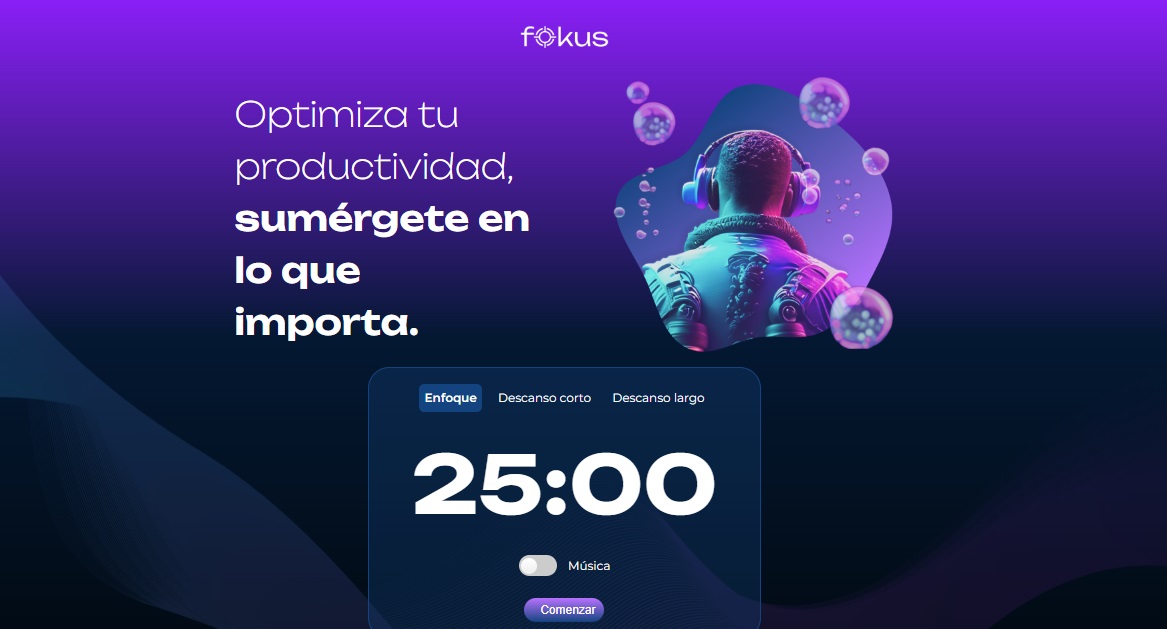 fokus
Optimiza tu
productividad,
sumérgete en
lo que
importa.
Enfoque Descanso corto Descanso largo
25:00
Música
Comenzar